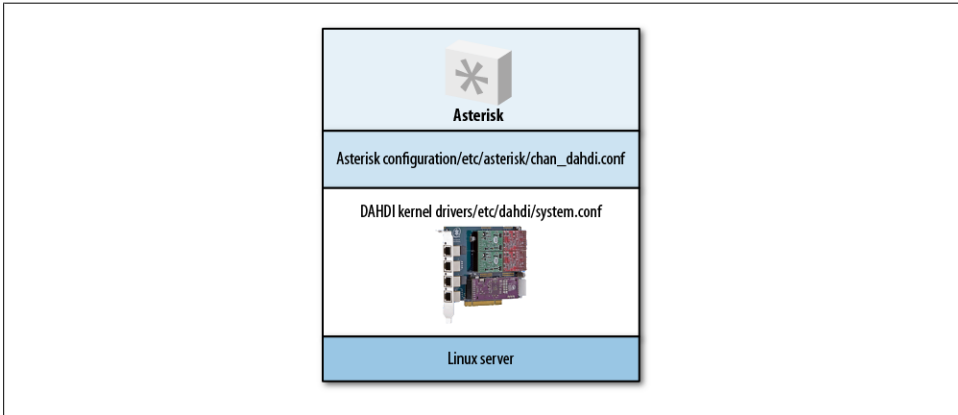 Asterisk
Asterisk configuration/etc/asterisk/chan_dahdi.conf
DAHDI kernel drivers/etc/dahdi/system.conf
Linux server